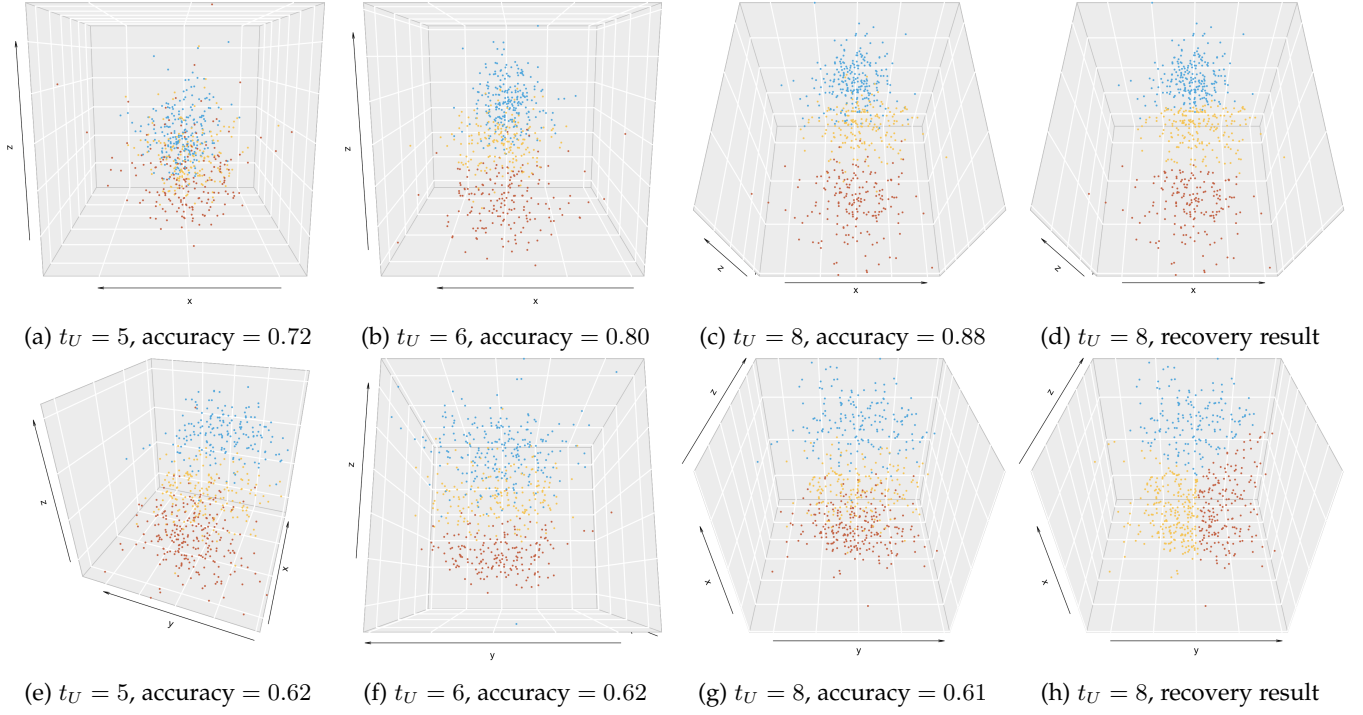 z
x
z
x
z
x
z
x
(a) t_U = 5, accuracy = 0.72
(b) t_U = 6, accuracy = 0.80
(c) t_U = 8, accuracy = 0.88
(d) t_U = 8, recovery result
z
y
x
z
y
z
x
y
z
x
y
(e) t_U = 5, accuracy = 0.62
(f) t_U = 6, accuracy = 0.62
(g) t_U = 8, accuracy = 0.61
(h) t_U = 8, recovery result